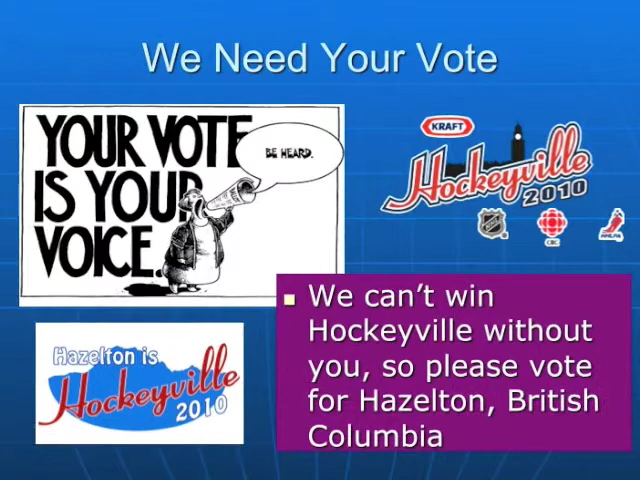 We Need Your Vote
YOUR VOTE
IS YOUR
VOICE.
BE HEARD.
KRAFT
Hockeyville
2010
NHL
CBC
Hazelton is
Hockeyville
2010
We can't win
Hockeyville without
you, so please vote
for Hazelton, British
Columbia